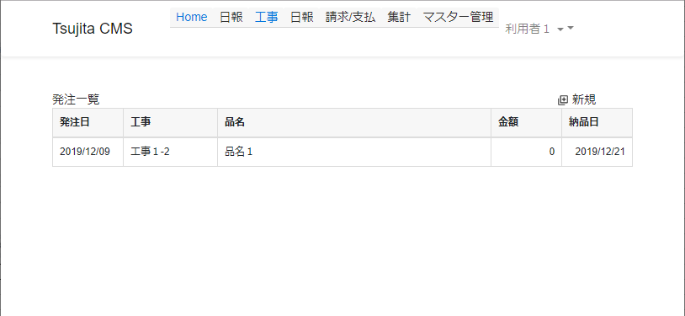 Tsujita CMS Home 日報 工事 日報 請求/支払 集計 マスター管理 利用者１
発注一覧 新規
発注日 工事 品名 金額 納品日
2019/12/09 工事１-2 品名１ 0 2019/12/21